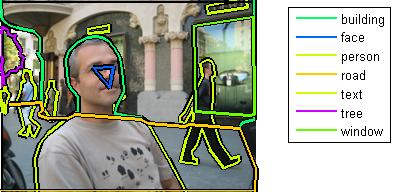 building
face
person
road
text
tree
window